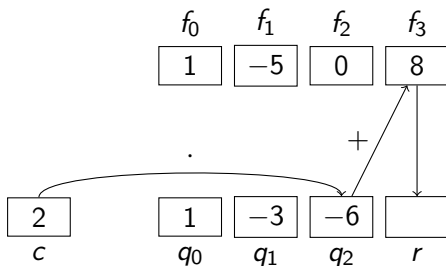 f₀ f₁ f₂ f₃
1 −5 0 8
+
·
2 1 −3 −6
c q₀ q₁ q₂ r